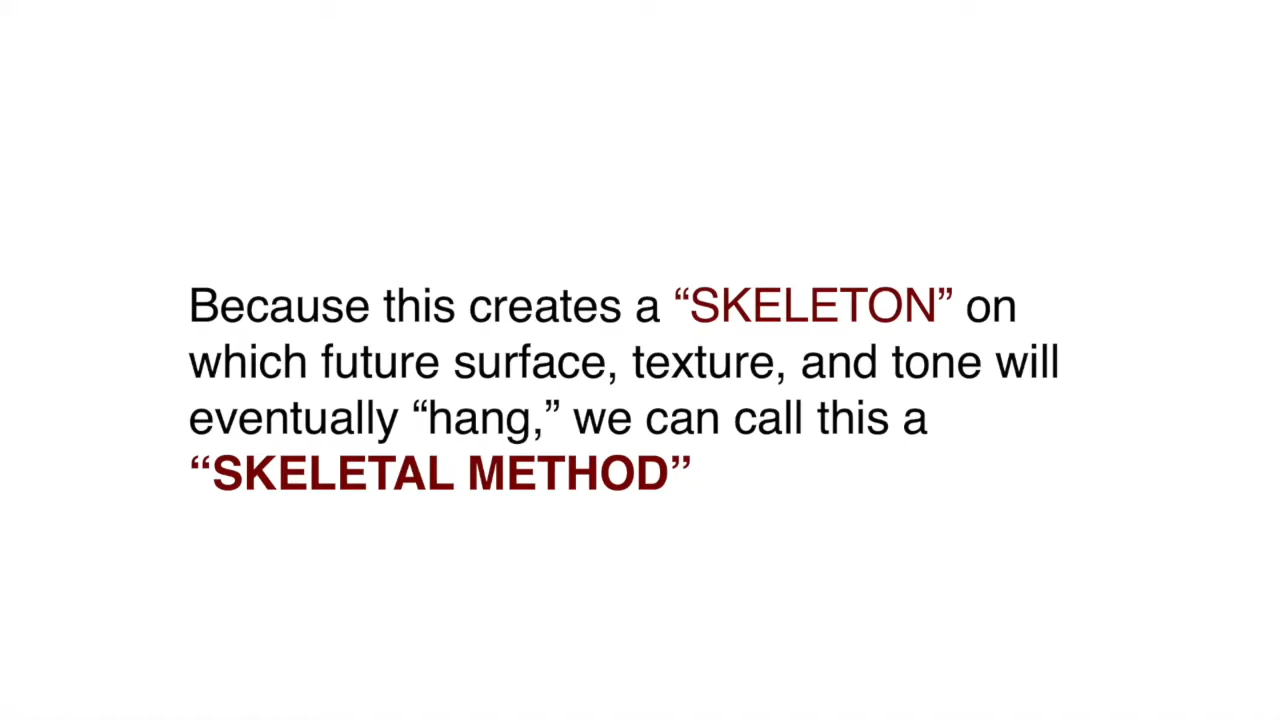 Because this creates a “SKELETON” on
which future surface, texture, and tone will
eventually “hang,” we can call this a
“SKELETAL METHOD”